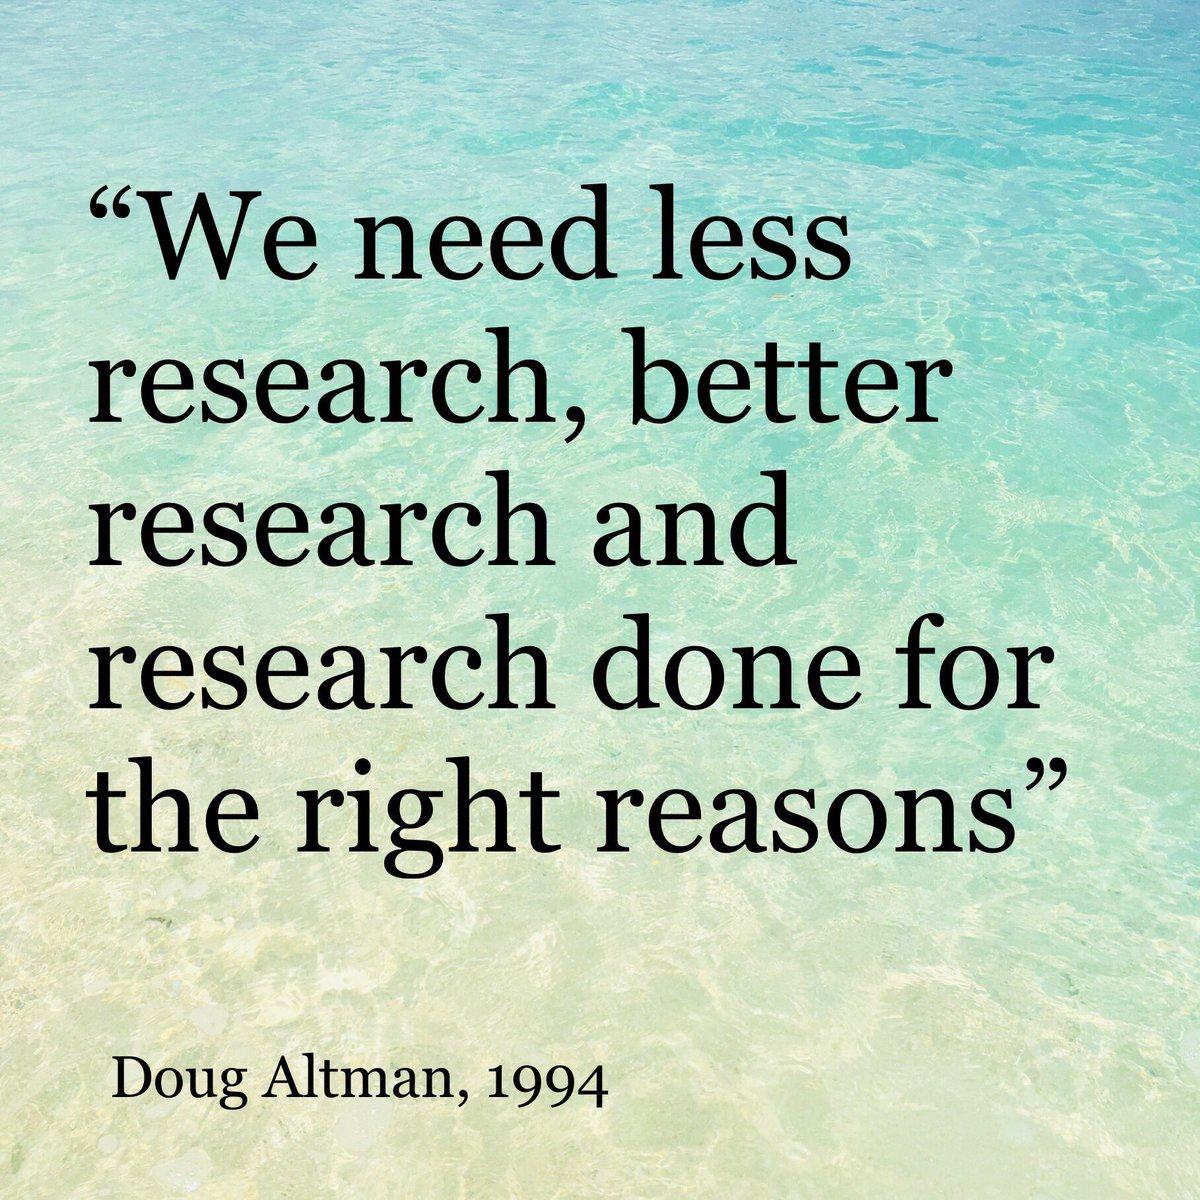 “We need less
research, better
research and
research done for
the right reasons”
Doug Altman, 1994